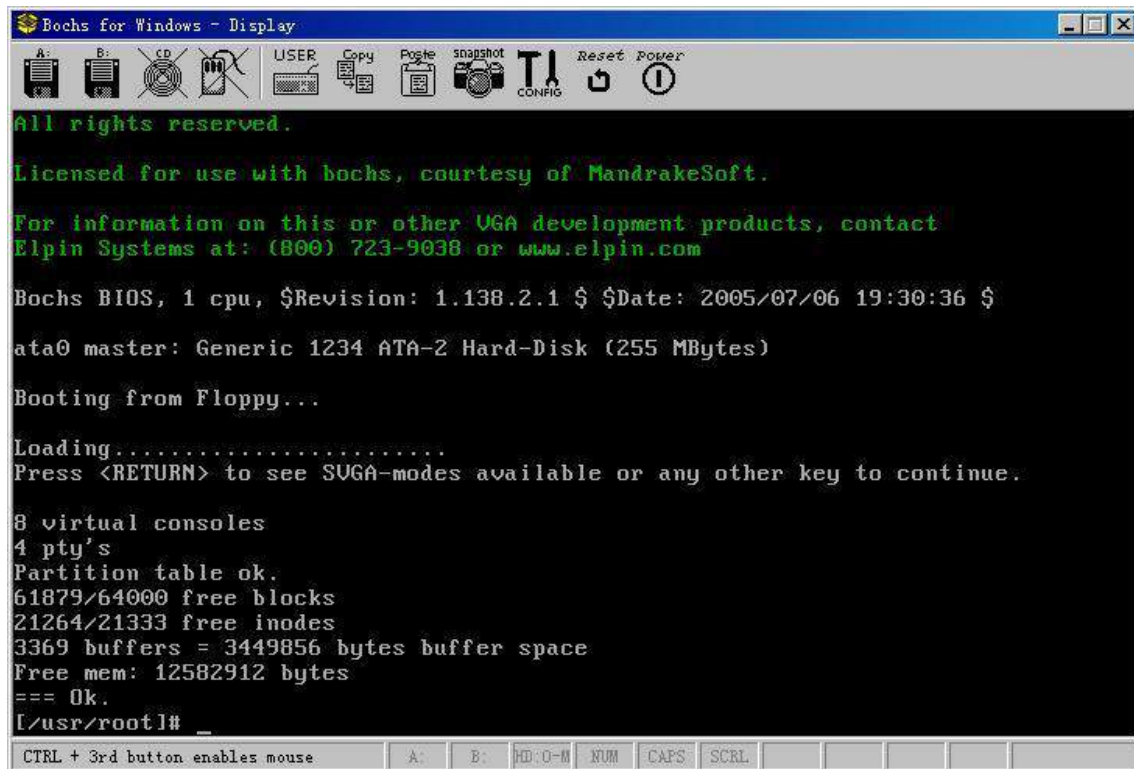 Bochs for Windows - Display
A: B: CD USER Copy Paste snapshot CONFIG Reset Power
All rights reserved.
Licensed for use with bochs, courtesy of MandrakeSoft.
For information on this or other VGA development products, contact
Elpin Systems at: (800) 723-9038 or www.elpin.com
Bochs BIOS, 1 cpu, $Revision: 1.138.2.1 $ $Date: 2005/07/06 19:30:36 $
ata0 master: Generic 1234 ATA-2 Hard-Disk (255 MBytes)
Booting from Floppy...
Loading.........................
Press <RETURN> to see SVGA-modes available or any other key to continue.
8 virtual consoles
4 pty's
Partition table ok.
61879/64000 free blocks
21264/21333 free inodes
3369 buffers = 3449856 bytes buffer space
Free mem: 12582912 bytes
=== Ok.
[/usr/root]# _
CTRL + 3rd button enables mouse A: B: HD:0-M NUM CAPS SCRL